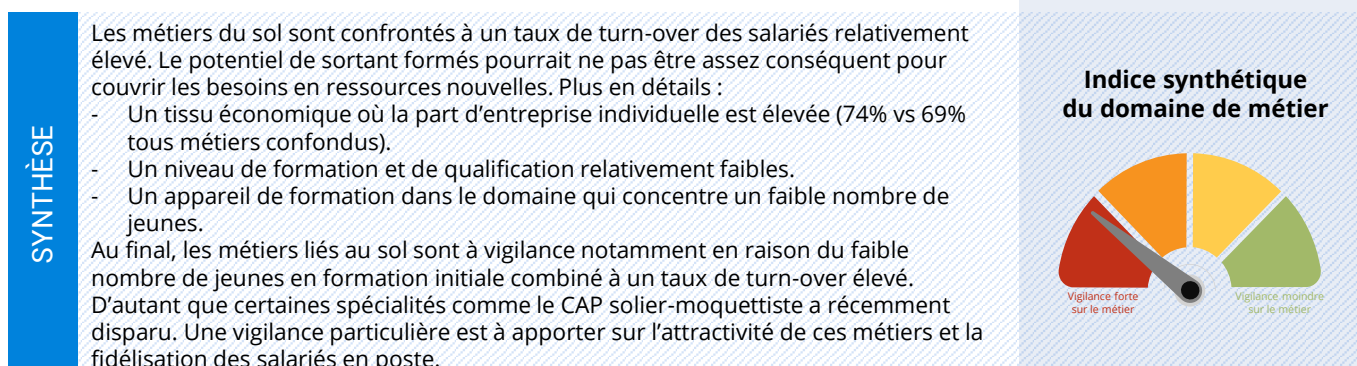 SYNTHÈSE
Les métiers du sol sont confrontés à un taux de turn-over des salariés relativement
élevé. Le potentiel de sortant formés pourrait ne pas être assez conséquent pour
couvrir les besoins en ressources nouvelles. Plus en détails :
- Un tissu économique où la part d’entreprise individuelle est élevée (74% vs 69%
tous métiers confondus).
- Un niveau de formation et de qualification relativement faibles.
- Un appareil de formation dans le domaine qui concentre un faible nombre de
jeunes.
Au final, les métiers liés au sol sont à vigilance notamment en raison du faible
nombre de jeunes en formation initiale combiné à un taux de turn-over élevé.
D’autant que certaines spécialités comme le CAP solier-moquettiste a récemment
disparu. Une vigilance particulière est à apporter sur l’attractivité de ces métiers et la
fidélisation des salariés en poste.
Indice synthétique
du domaine de métier
Vigilance forte
sur le métier
Vigilance moindre
sur le métier